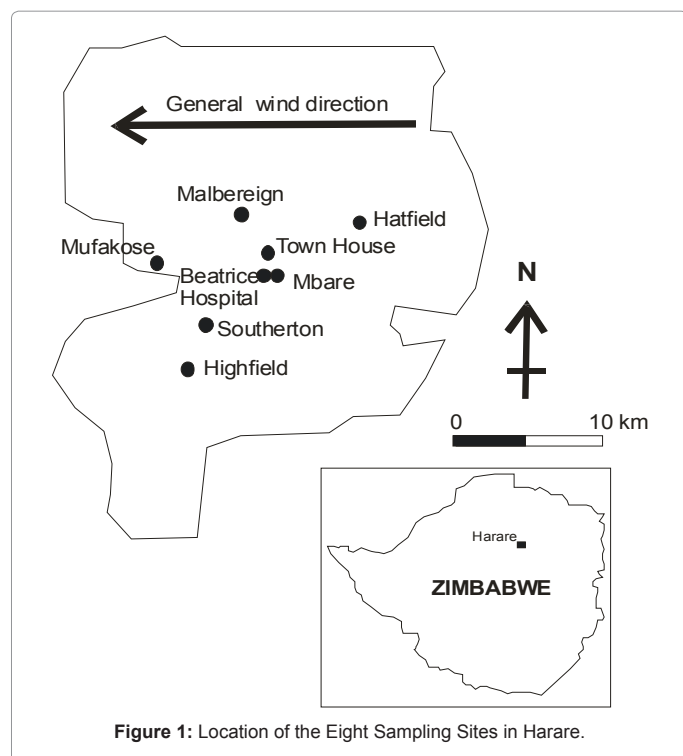 General wind direction
Malbereign
Hatfield
Mufakose
Town House
Beatrice
Hospital
Mbare
Southerton
Highfield
N
0 10 km
Harare
ZIMBABWE
Figure 1: Location of the Eight Sampling Sites in Harare.